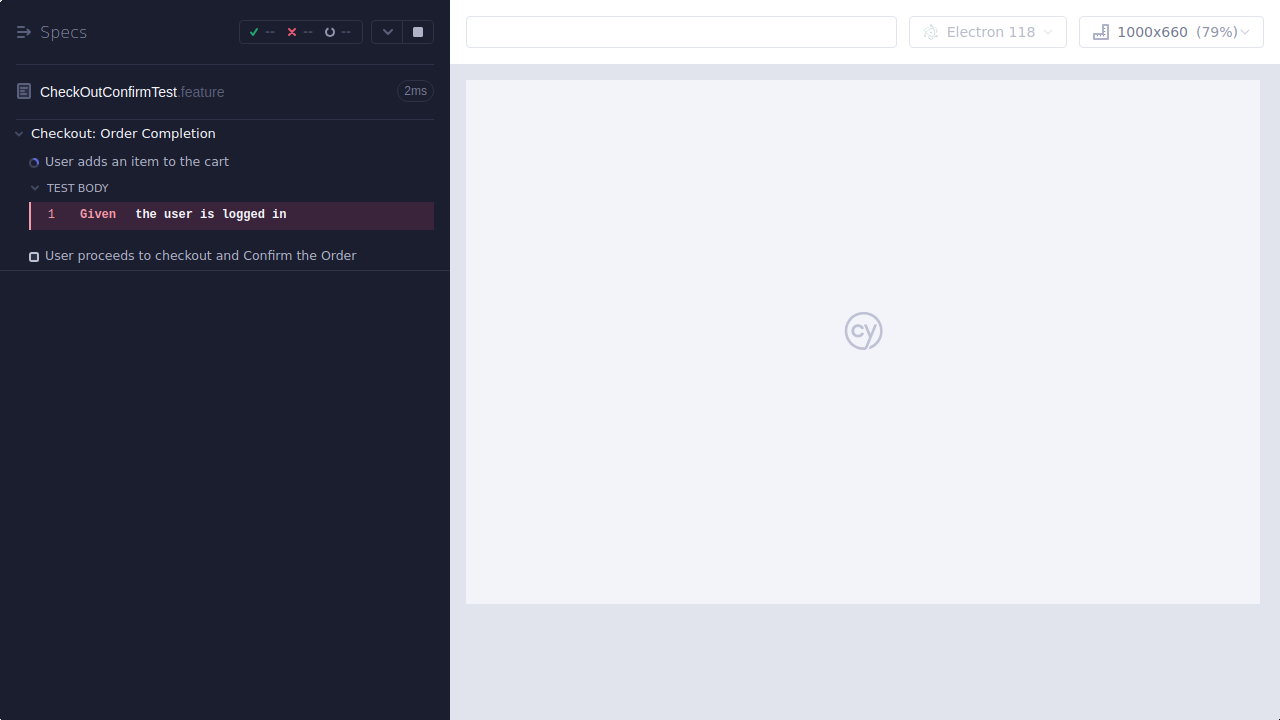 Specs -- -- --
Electron 118
1000x660 (79%)
CheckOutConfirmTest.feature 2ms
Checkout: Order Completion
User adds an item to the cart
TEST BODY
1 Given the user is logged in
User proceeds to checkout and Confirm the Order
cy